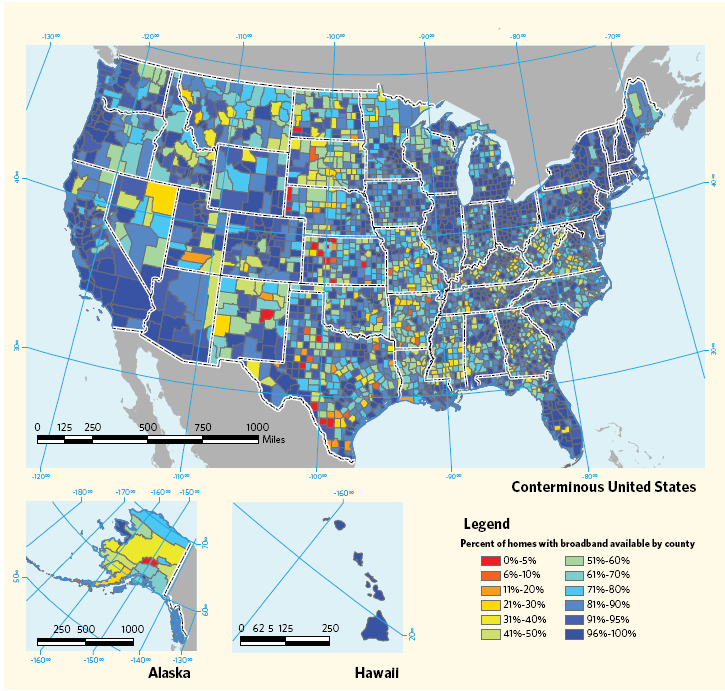 -130°° -120°° -110°° -100°° -90°° -80°° -70°°
40°° 40°°
30°° 30°°
0 125 250 500 750 1000
Miles
-120°° -110°° -100°° -90°° -80°°
Conterminous United States
-180°° -170°° -160°° -150°°
70°°
60°°
50°°
250 500 1000
-160°° -150°° -140°° -130°°
Alaska
-160°°
0 62 5 125 250
20°°
Hawaii
Legend
Percent of homes with broadband available by county
0%-5% 51%-60%
6%-10% 61%-70%
11%-20% 71%-80%
21%-30% 81%-90%
31%-40% 91%-95%
41%-50% 96%-100%